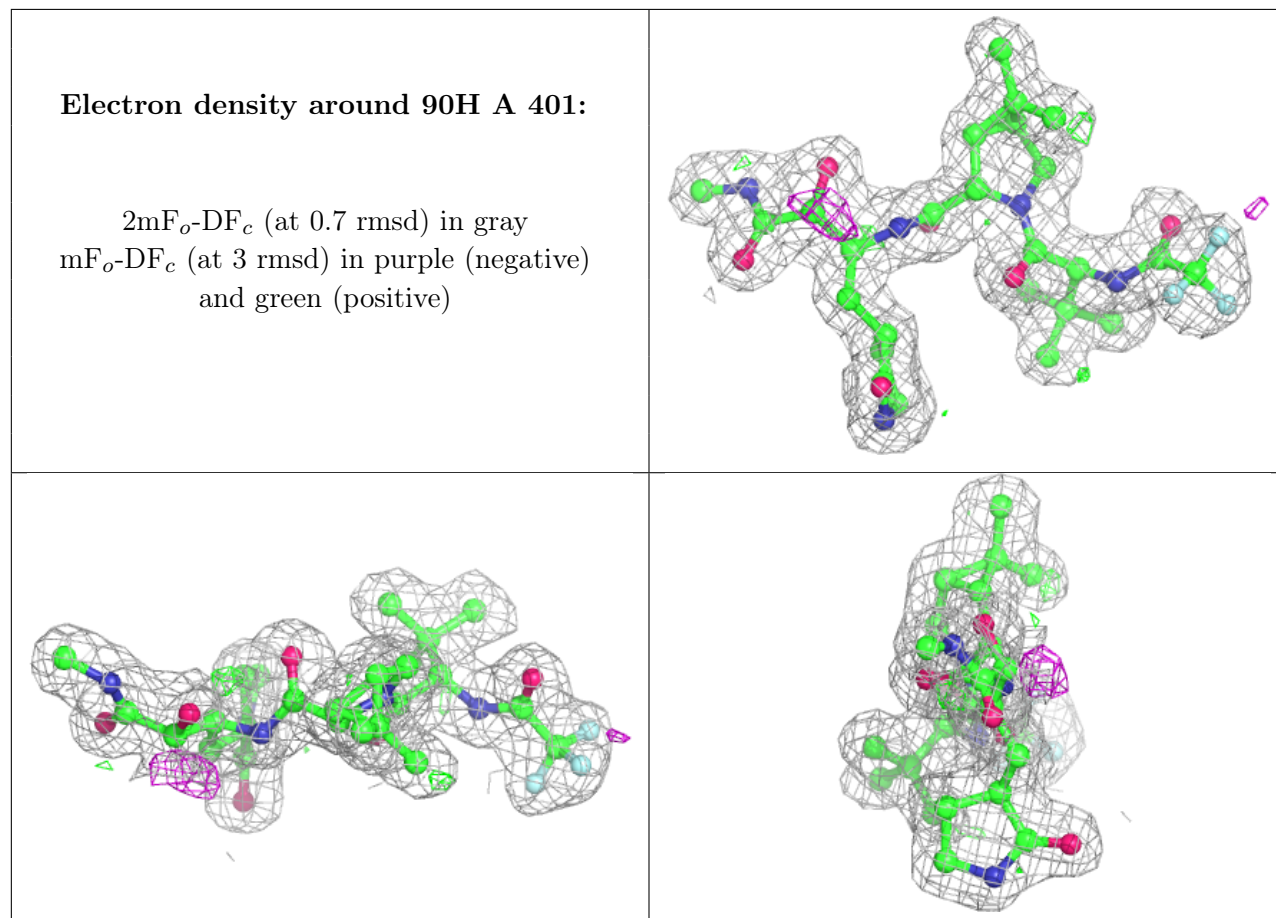 Electron density around 90H A 401:
2mFo-DFc (at 0.7 rmsd) in gray
mFo-DFc (at 3 rmsd) in purple (negative)
and green (positive)